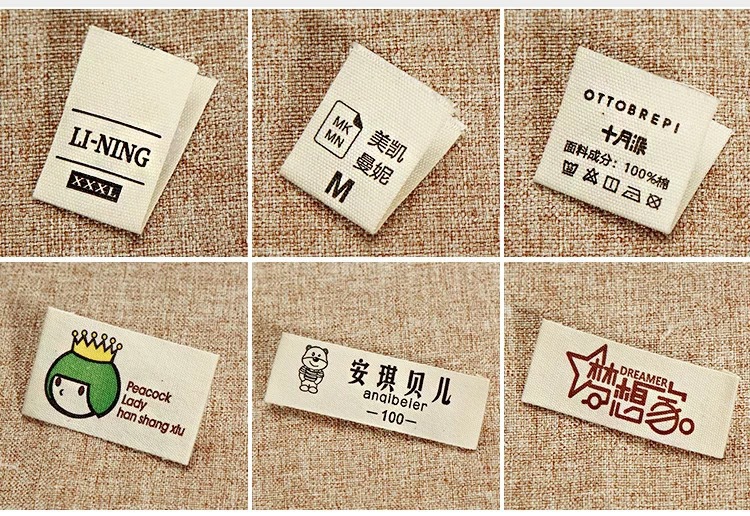 LI-NING
XXXL
MK
MN
美凯
曼妮
M
OTTOBREPI
十月派
面料成分：100%棉
Peacock
Lady
han shang xiu
安琪贝儿
anqibeier
—100—
DREAMER
梦想家